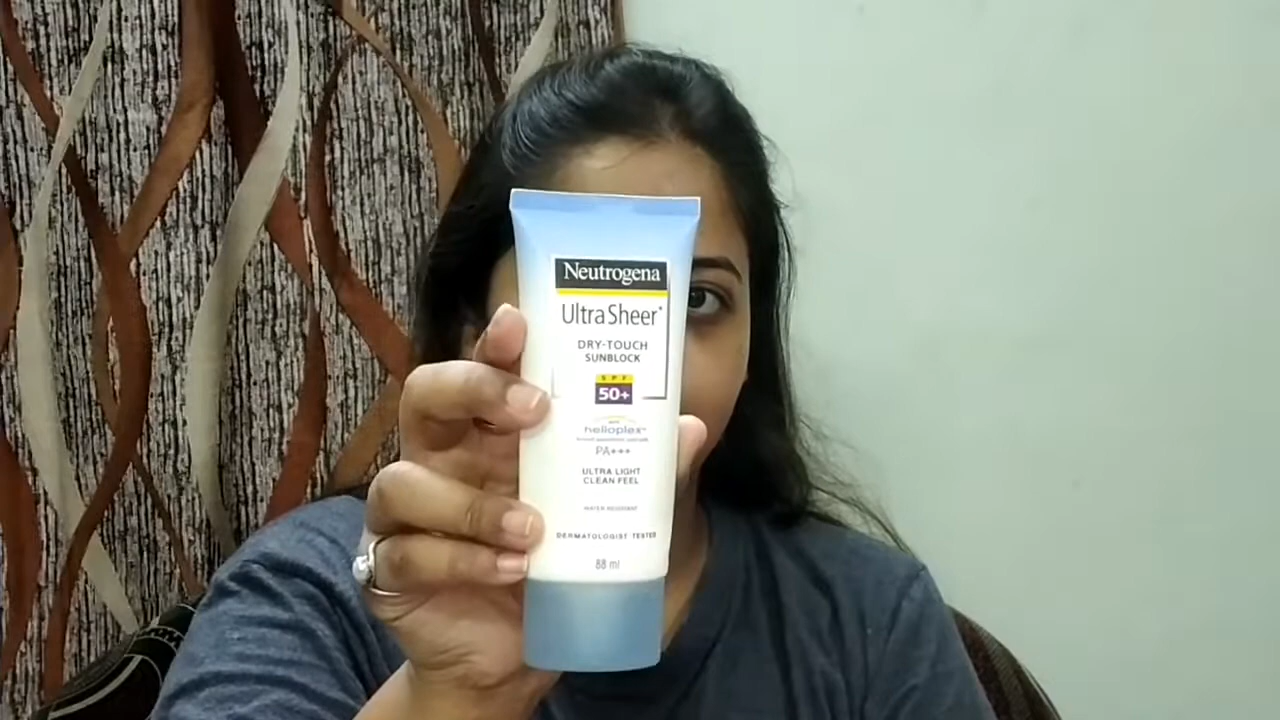 Neutrogena
Ultra Sheer
DRY-TOUCH
SUNBLOCK
SPF
50+
helioplex
PA+++
ULTRA LIGHT
CLEAN FEEL
WATER RESISTANT
DERMATOLOGIST TESTED
88 ml